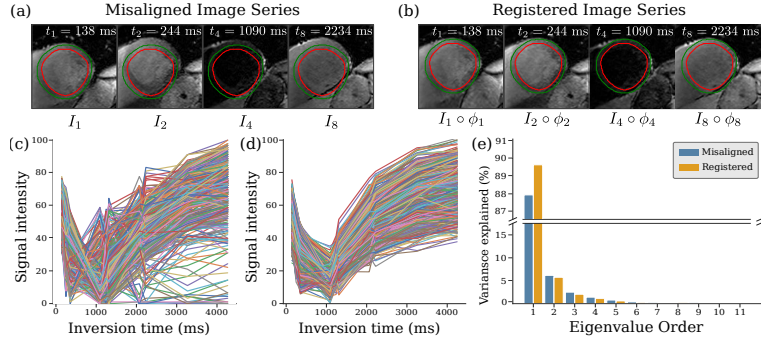 (a) Misaligned Image Series
t₁ = 138 ms t₂ = 244 ms t₄ = 1090 ms t₈ = 2234 ms
I₁ I₂ I₄ I₈
(b) Registered Image Series
t₁ = 138 ms t₂ = 244 ms t₄ = 1090 ms t₈ = 2234 ms
I₁ ∘ ϕ₁ I₂ ∘ ϕ₂ I₄ ∘ ϕ₄ I₈ ∘ ϕ₈
(c)
Signal intensity
100
80
60
40
20
0
0 1000 2000 3000 4000
Inversion time (ms)
(d)
Signal intensity
100
80
60
40
20
0
0 1000 2000 3000 4000
Inversion time (ms)
(e)
Variansce explained (%)
91
90
89
88
87
15
10
5
0
Misaligned
Registered
1 2 3 4 5 6 7 8 9 10 11
Eigenvalue Order